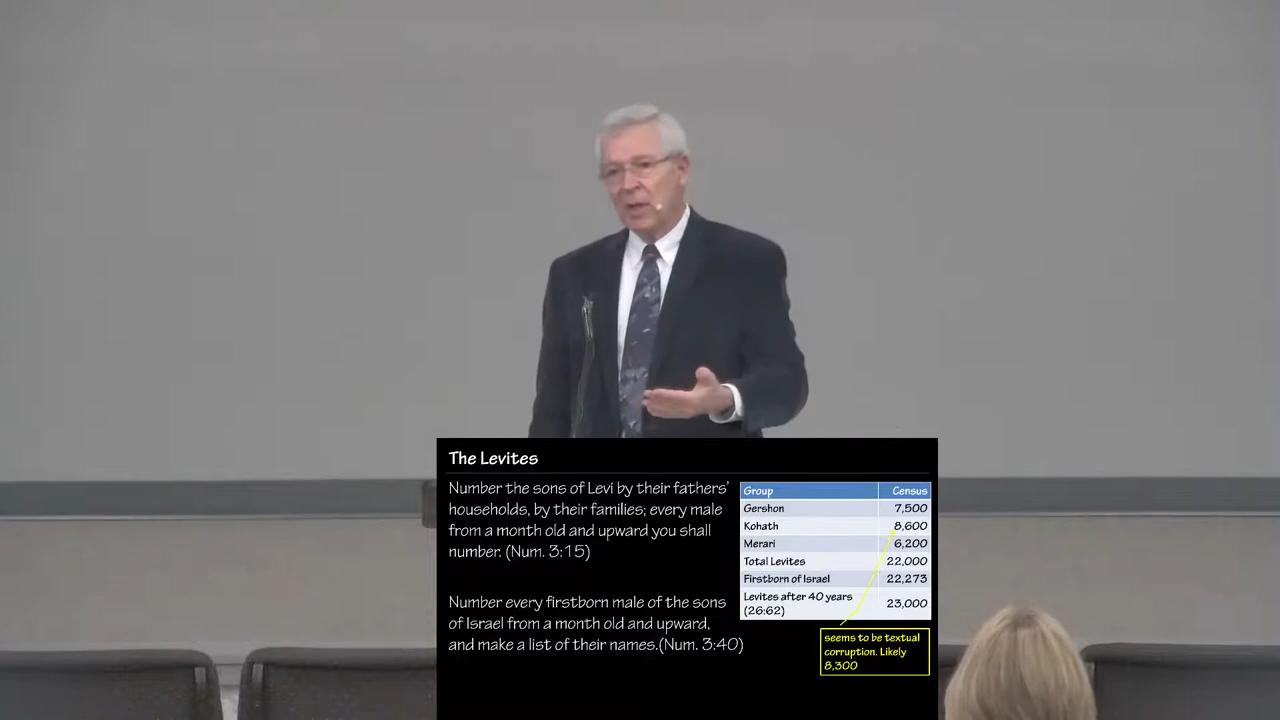 The Levites
Number the sons of Levi by their fathers'
households, by their families; every male
from a month old and upward you shall
number. (Num. 3:15)
Number every firstborn male of the sons
of Israel from a month old and upward,
and make a list of their names.(Num. 3:40)
Group Census
Gershon 7,500
Kohath 8,600
Merari 6,200
Total Levites 22,000
Firstborn of Israel 22,273
Levites after 40 years
(26:62) 23,000
seems to be textual
corruption. Likely
8,300